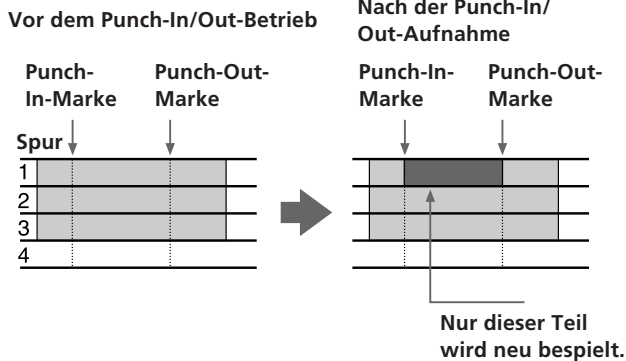 Vor dem Punch-In/Out-Betrieb
Punch-
In-Marke
Punch-Out-
Marke
Spur
1
2
3
4
Nach der Punch-In/
Out-Aufnahme
Punch-In-
Marke
Punch-Out-
Marke
Nur dieser Teil
wird neu bespielt.